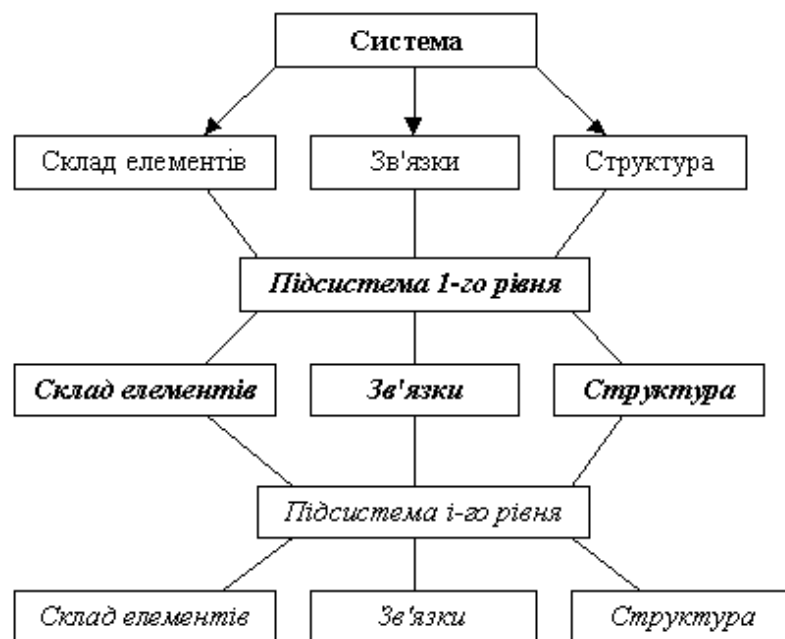 Система
Склад елементів
Зв'язки
Структура
Підсистема 1-го рівня
Склад елементів
Зв'язки
Структура
Підсистема і-го рівня
Склад елементів
Зв'язки
Структура